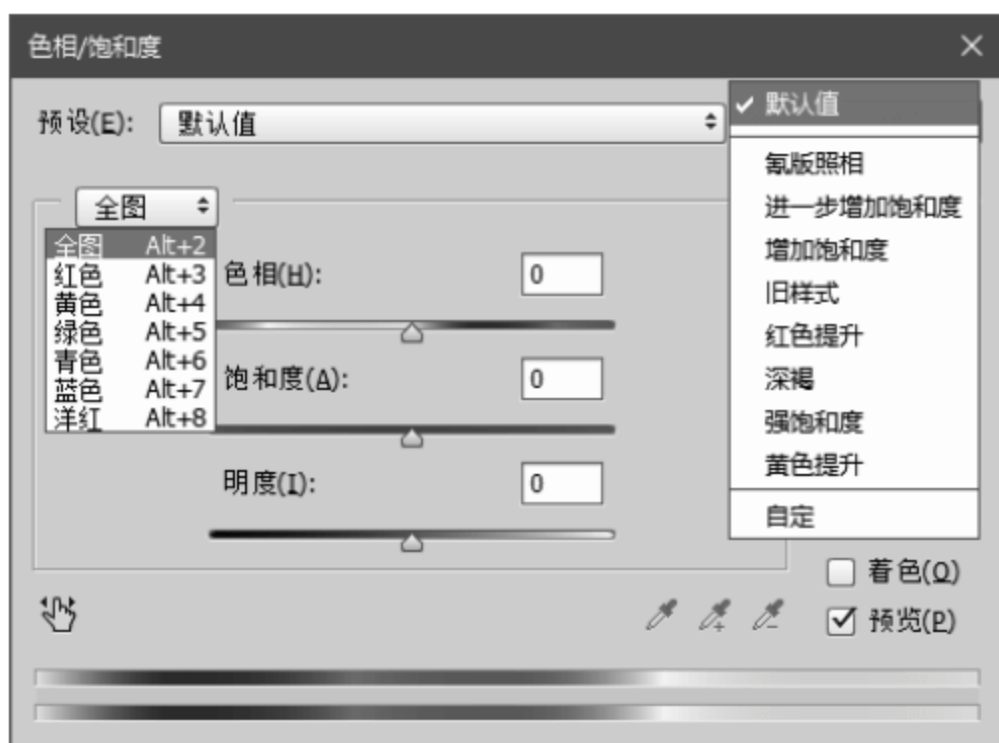 色相/饱和度
预设(E): 默认值
默认值
氰版照相
进一步增加饱和度
增加饱和度
旧样式
红色提升
深褐
强饱和度
黄色提升
自定
全图
全图 Alt+2
红色 Alt+3
黄色 Alt+4
绿色 Alt+5
青色 Alt+6
蓝色 Alt+7
洋红 Alt+8
色相(H): 0
饱和度(A): 0
明度(I): 0
着色(O)
预览(P)